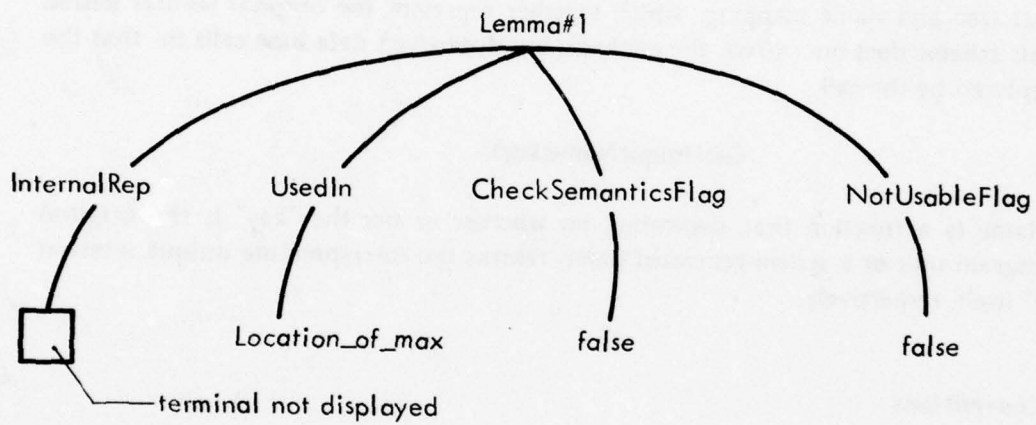 Lemma#1
InternalRep UsedIn CheckSemanticsFlag NotUsableFlag
Location_of_max false false
terminal not displayed